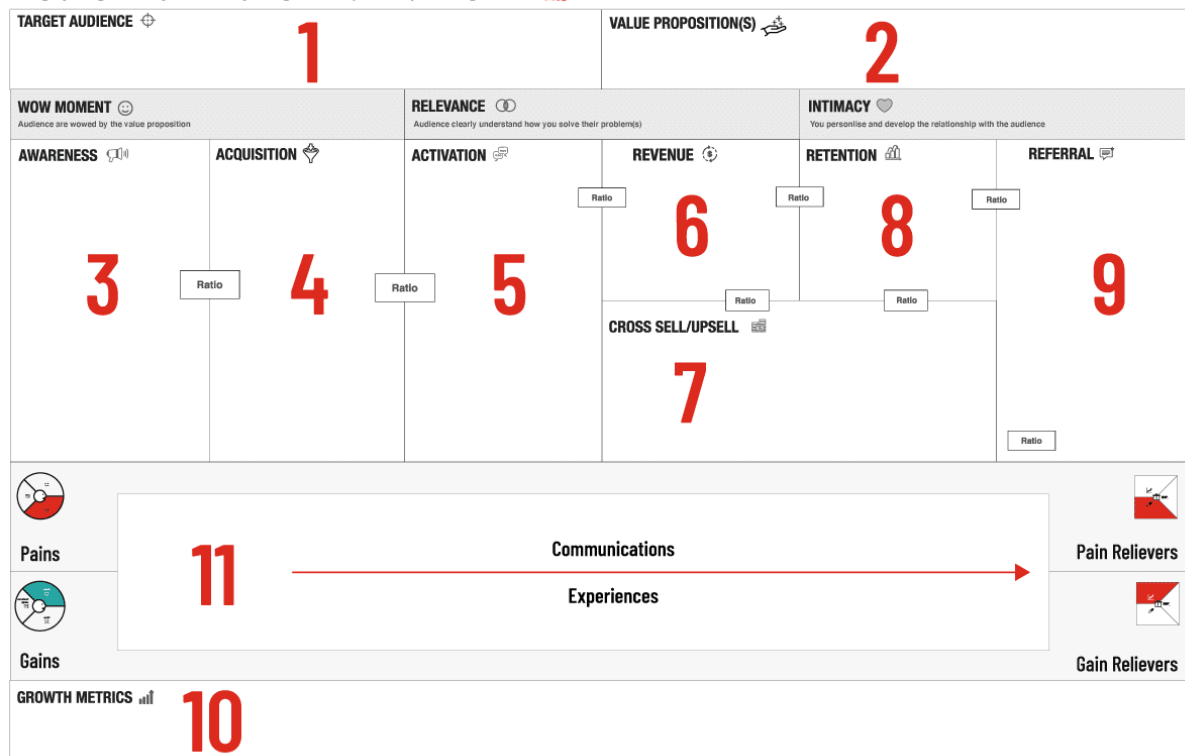 TARGET AUDIENCE
1
VALUE PROPOSITION(S)
2
WOW MOMENT
Audience are wowed by the value proposition
RELEVANCE
Audience clearly understand how you solve their problem(s)
INTIMACY
You personlise and develop the relationship with the audience
AWARENESS
ACQUISITION
ACTIVATION
REVENUE
RETENTION
REFERRAL
Ratio
Ratio
Ratio
6
8
3
Ratio
4
Ratio
5
9
Ratio
Ratio
CROSS SELL/UPSELL
7
Ratio
Pains
11
Communications
Pain Relievers
Experiences
Gains
Gain Relievers
GROWTH METRICS
10